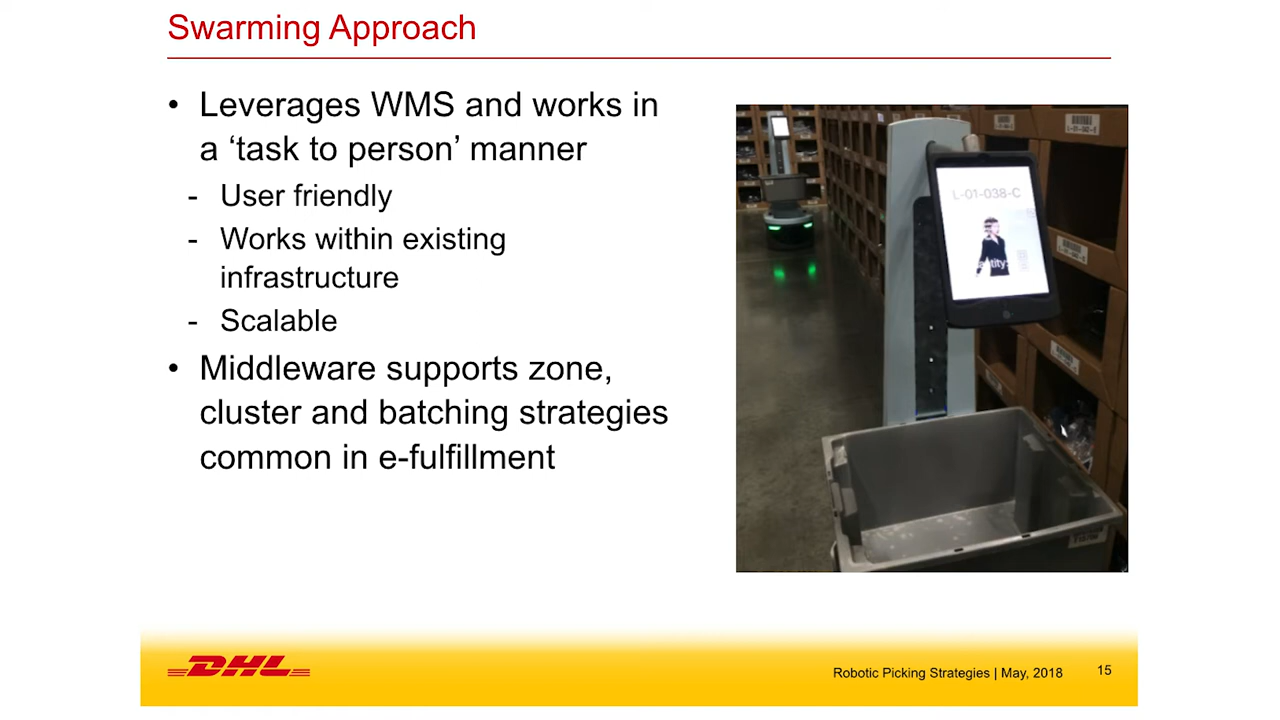 Swarming Approach
• Leverages WMS and works in
a ‘task to person’ manner
- User friendly
- Works within existing
infrastructure
- Scalable
• Middleware supports zone,
cluster and batching strategies
common in e-fulfillment
L-01-038-C
DHL
Robotic Picking Strategies | May, 2018
15